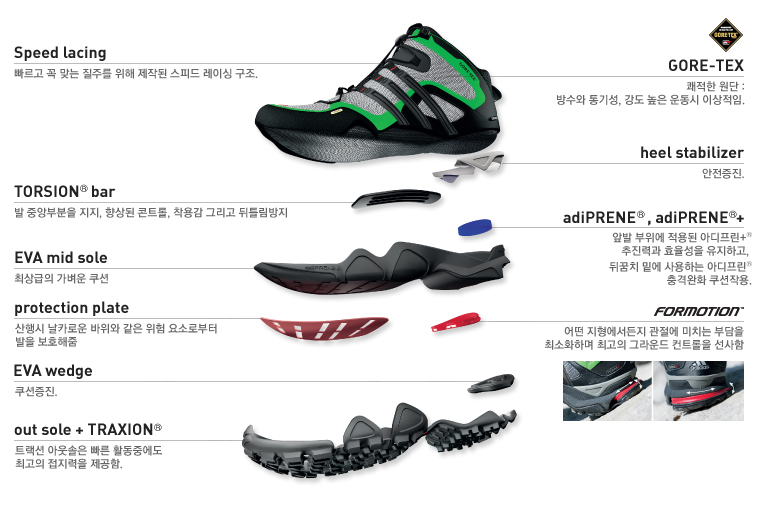 Speed lacing
빠르고 꼭 맞는 질주를 위해 제작된 스피드 레이싱 구조.
TORSION® bar
발 중앙부분을 지지, 향상된 콘트롤, 착용감 그리고 뒤틀림방지
EVA mid sole
최상급의 가벼운 쿠션
protection plate
산행시 날카로운 바위와 같은 위험 요소로부터
발을 보호해줌
EVA wedge
쿠션증진.
out sole + TRAXION®
트랙션 아웃솔은 빠른 활동중에도
최고의 접지력을 제공함.
GORE-TEX
GORE-TEX
GORE-TEX
쾌적한 원단 :
방수와 통기성, 강도 높은 운동시 이상적임.
heel stabilizer
안전증진.
adiPRENE® , adiPRENE®+
앞발 부위에 적용된 아디프린+®
추진력과 효율성을 유지하고,
뒤꿈치 밑에 사용하는 아디프린®
충격완화 쿠션작용.
FORMOTION™
어떤 지형에서든지 관절에 미치는 부담을
최소화하며 최고의 그라운드 컨트롤을 선사함
adidas